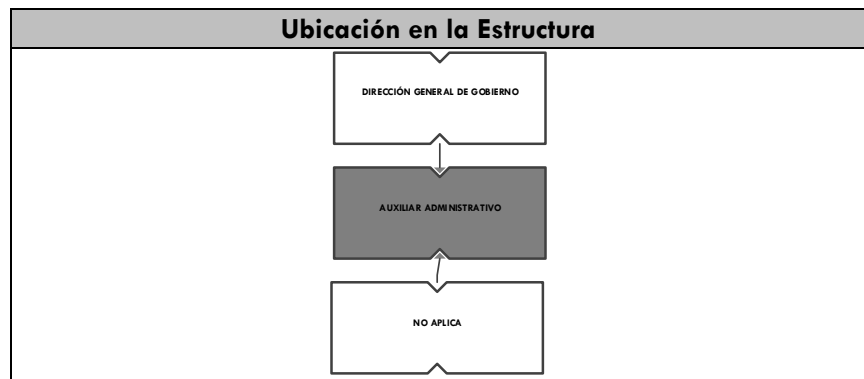 Ubicación en la Estructura
DIRECCIÓN GENERAL DE GOBIERNO
AUXILIAR ADMINISTRATIVO
NO APLICA